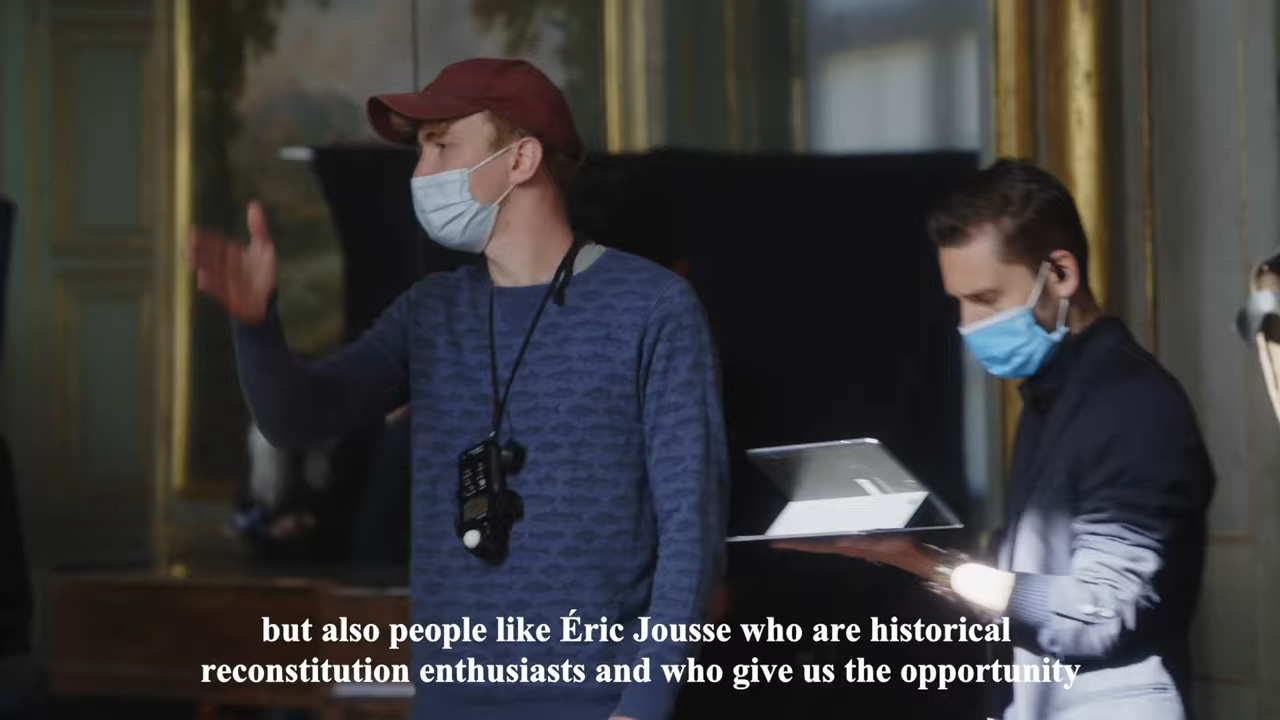 but also people like Éric Jousse who are historical
reconstitution enthusiasts and who give us the opportunity